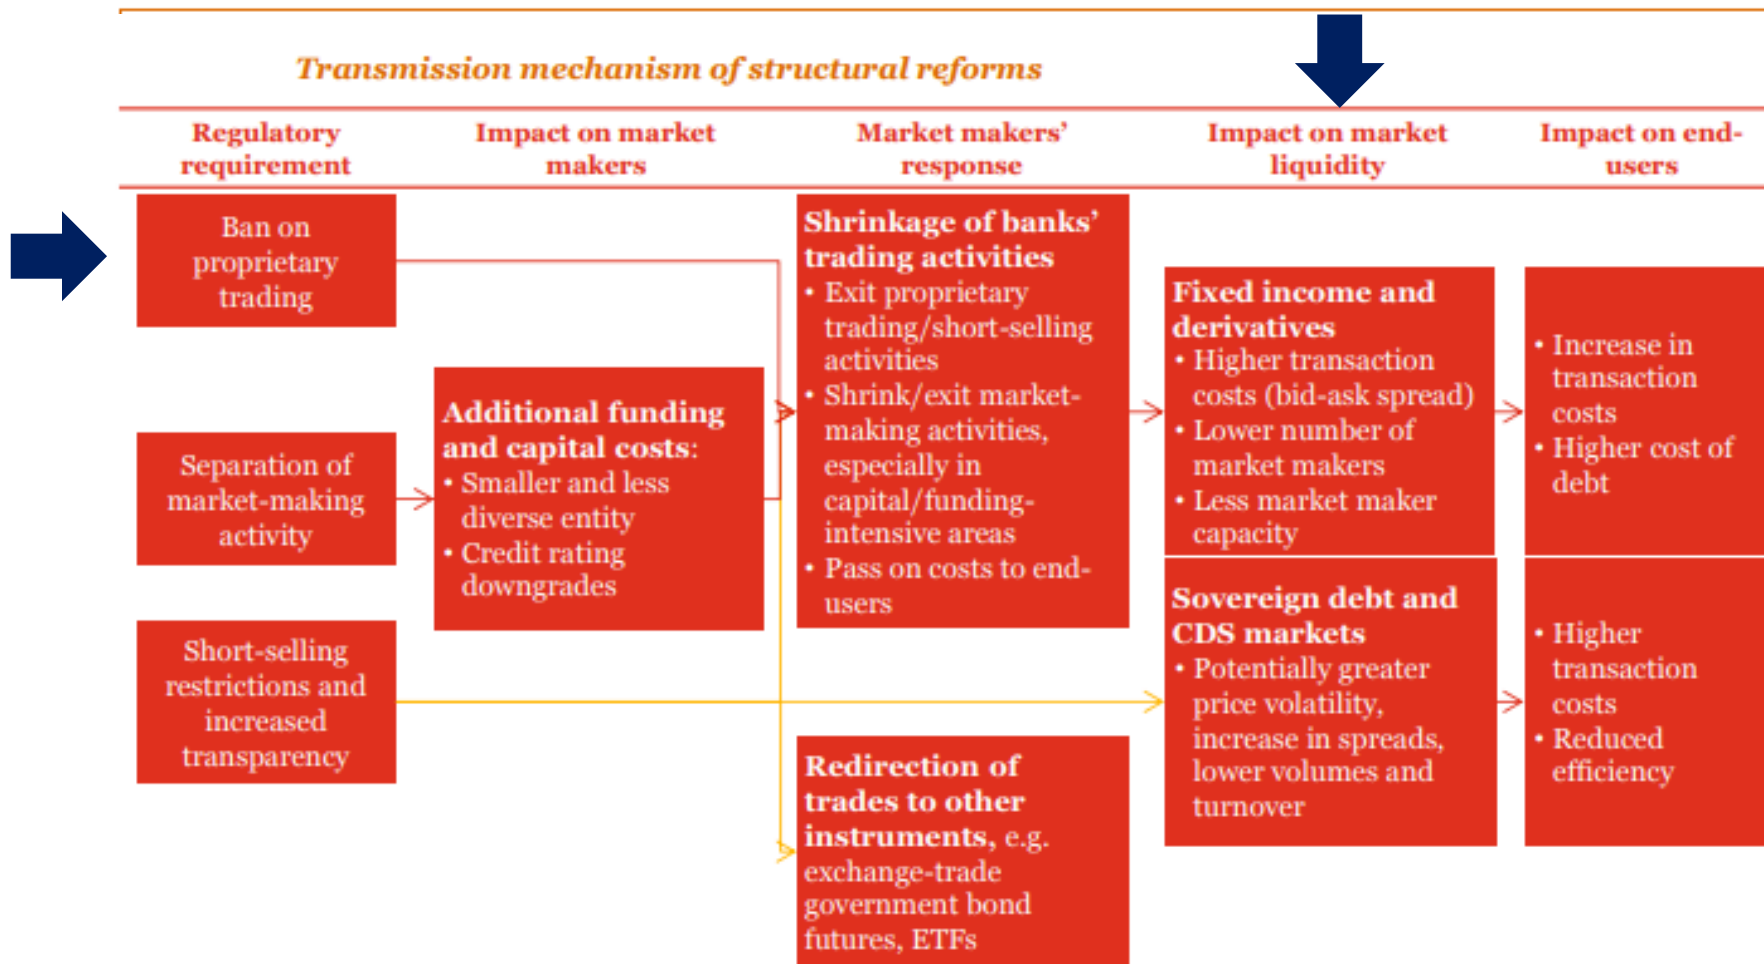 Transmission mechanism of structural reforms
Regulatory
requirement
Impact on market
makers
Market makers’
response
Impact on market
liquidity
Impact on end-
users
Ban on
proprietary
trading
Separation of
market-making
activity
Short-selling
restrictions and
increased
transparency
Additional funding
and capital costs:
• Smaller and less
diverse entity
• Credit rating
downgrades
Shrinkage of banks’
trading activities
• Exit proprietary
trading/short-selling
activities
• Shrink/exit market-
making activities,
especially in
capital/funding-
intensive areas
• Pass on costs to end-
users
Redirection of
trades to other
instruments, e.g.
exchange-trade
government bond
futures, ETFs
Fixed income and
derivatives
• Higher transaction
costs (bid-ask spread)
• Lower number of
market makers
• Less market maker
capacity
Sovereign debt and
CDS markets
• Potentially greater
price volatility,
increase in spreads,
lower volumes and
turnover
• Increase in
transaction
costs
• Higher cost of
debt
• Higher
transaction
costs
• Reduced
efficiency